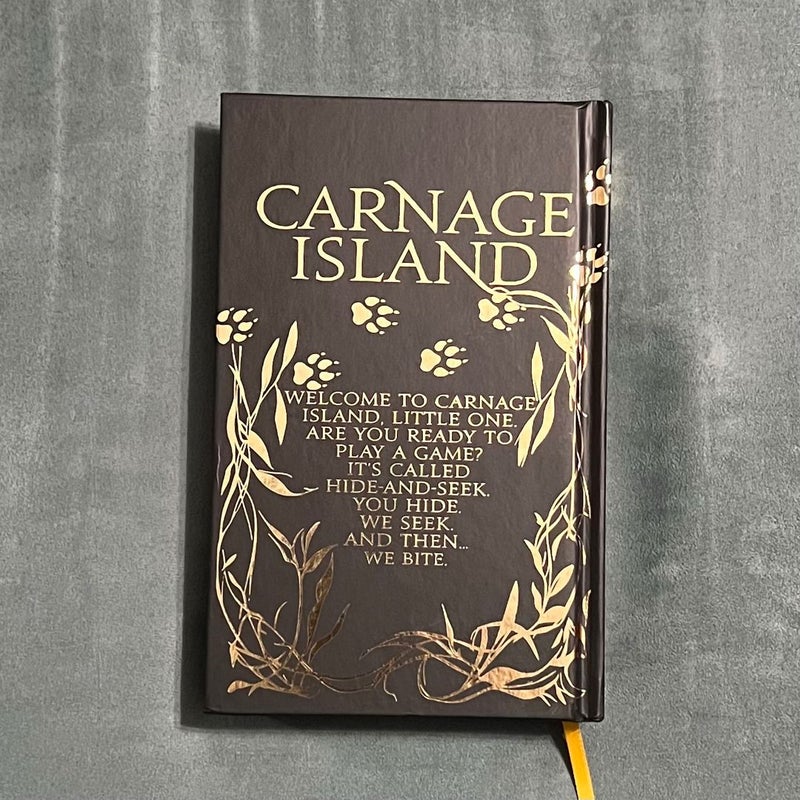 CARNAGE
ISLAND
WELCOME TO CARNAGE
ISLAND, LITTLE ONE.
ARE YOU READY TO
PLAY A GAME?
IT'S CALLED
HIDE-AND-SEEK.
YOU HIDE.
WE SEEK.
AND THEN...
WE BITE.